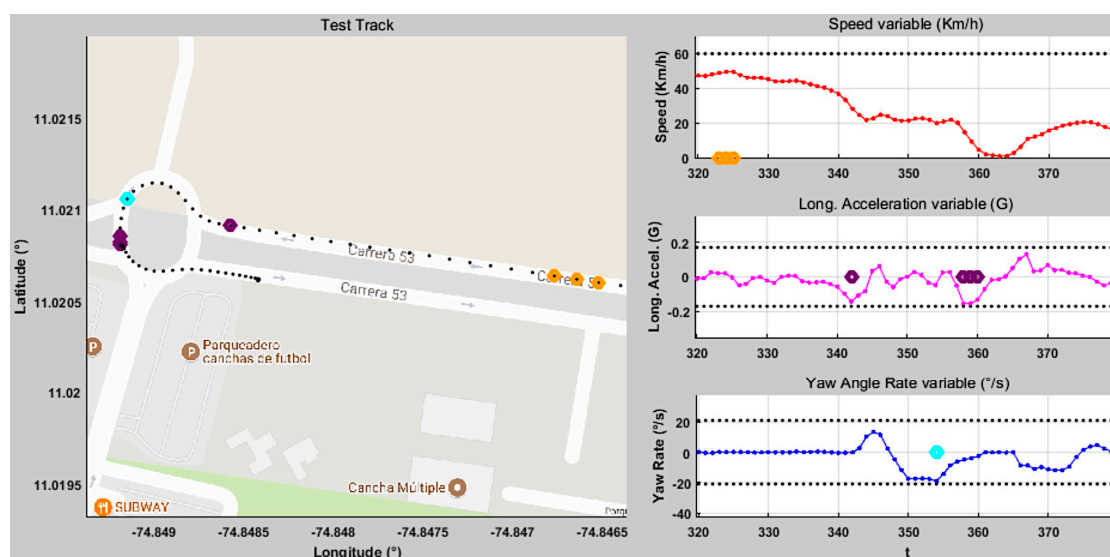 Test Track
11.0215
11.021
11.0205
11.02
11.0195
Latitude (°)
Carrera 53
Carrera 53
P
P
Parqueadero
canchas de futbol
Cancha Múltiple
SUBWAY
-74.849
-74.8485
-74.848
-74.8475
-74.847
-74.8465
Longitude (°)
Speed variable (Km/h)
Speed (Km/h)
60
40
20
0
320
330
340
350
360
370
Long. Acceleration variable (G)
Long. Accel. (G)
0.2
0
-0.2
320
330
340
350
360
370
Yaw Angle Rate variable (°/s)
Yaw Rate (°/s)
20
0
-20
-40
320
330
340
350
360
370
t